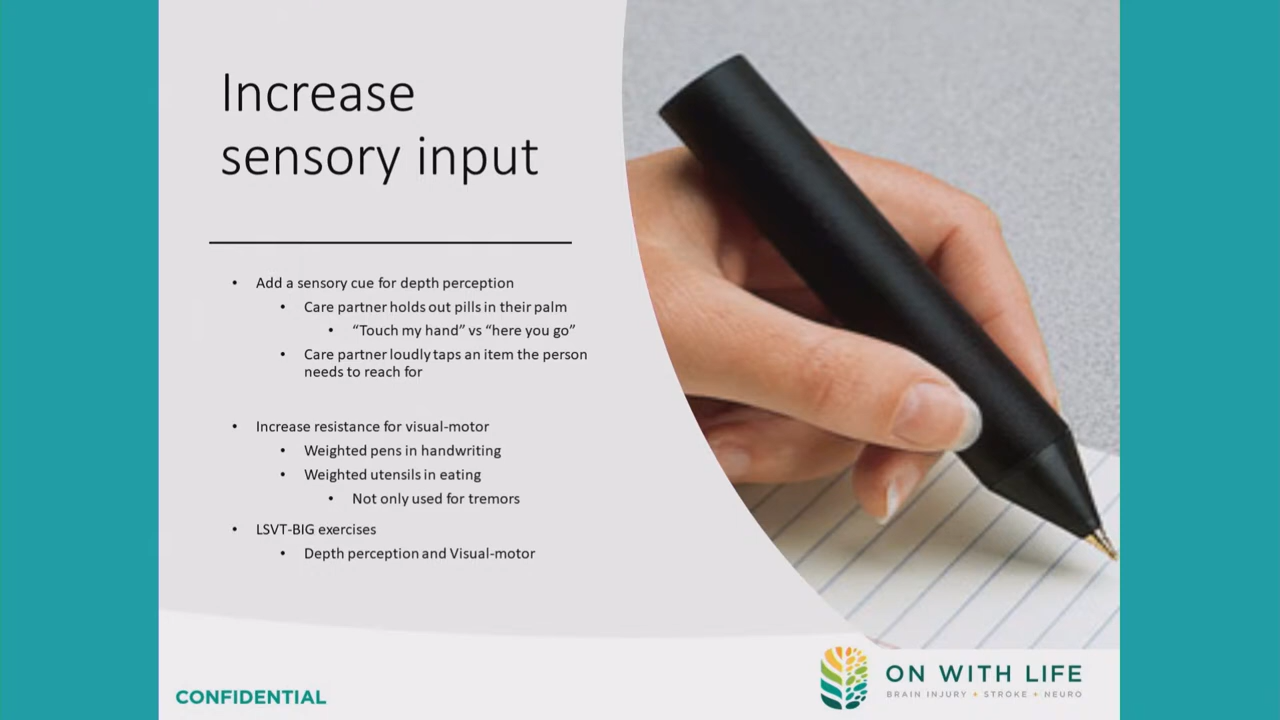 Increase
sensory input
• Add a sensory cue for depth perception
• Care partner holds out pills in their palm
• “Touch my hand” vs “here you go”
• Care partner loudly taps an item the person
needs to reach for
• Increase resistance for visual-motor
• Weighted pens in handwriting
• Weighted utensils in eating
• Not only used for tremors
• LSVT-BIG exercises
• Depth perception and Visual-motor
CONFIDENTIAL
ON WITH LIFE
BRAIN INJURY + STROKE + NEURO